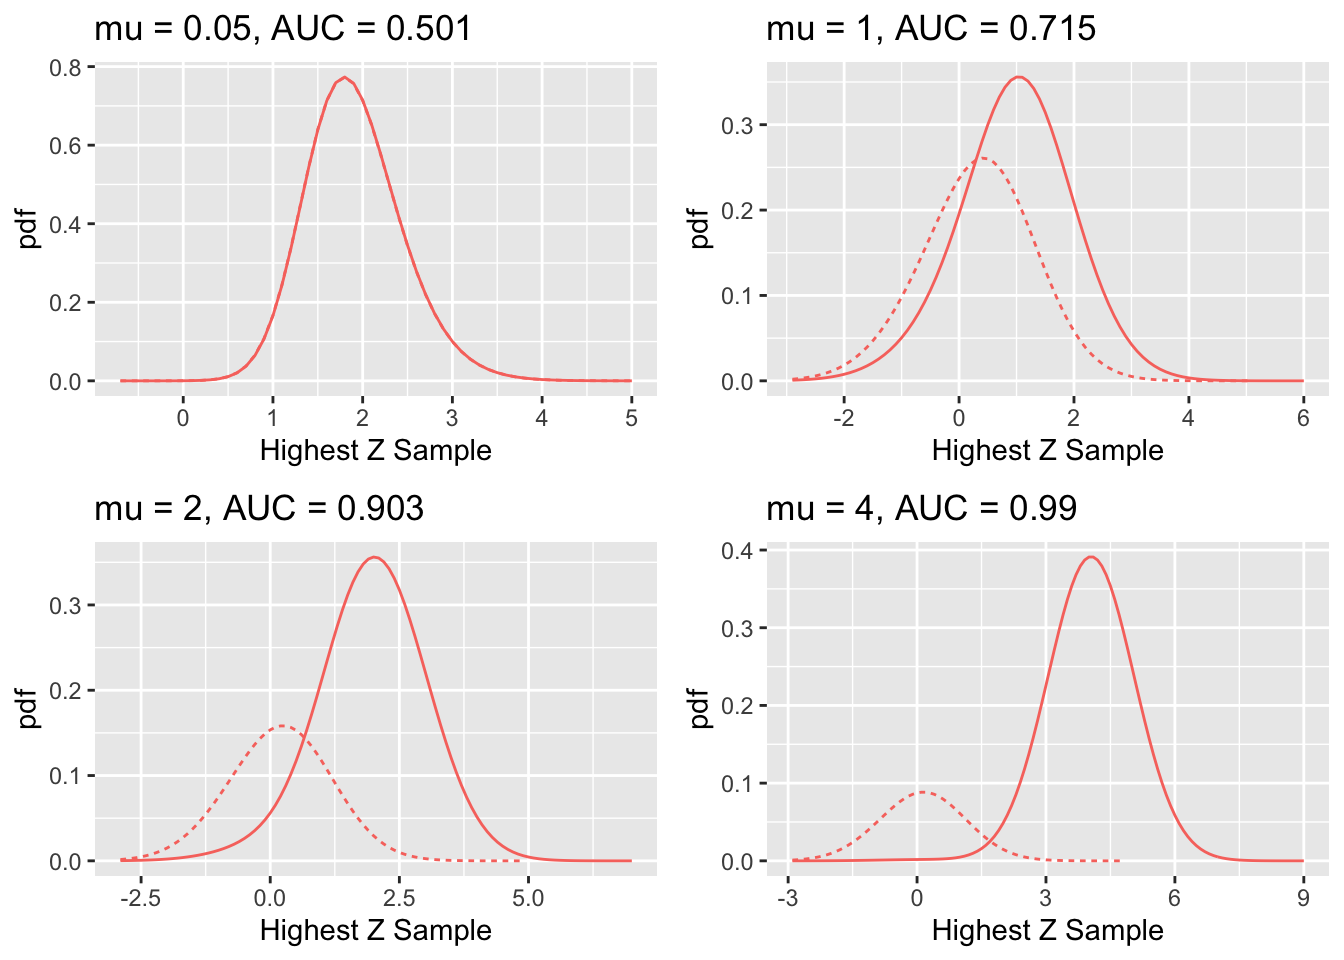 mu = 0.05, AUC = 0.501
0.8
0.6
0.4
0.2
0.0
pdf
0 1 2 3 4 5
Highest Z Sample
mu = 1, AUC = 0.715
0.3
0.2
0.1
0.0
pdf
-2 0 2 4 6
Highest Z Sample
mu = 2, AUC = 0.903
0.3
0.2
0.1
0.0
pdf
-2.5 0.0 2.5 5.0
Highest Z Sample
mu = 4, AUC = 0.99
0.4
0.3
0.2
0.1
0.0
pdf
-3 0 3 6 9
Highest Z Sample